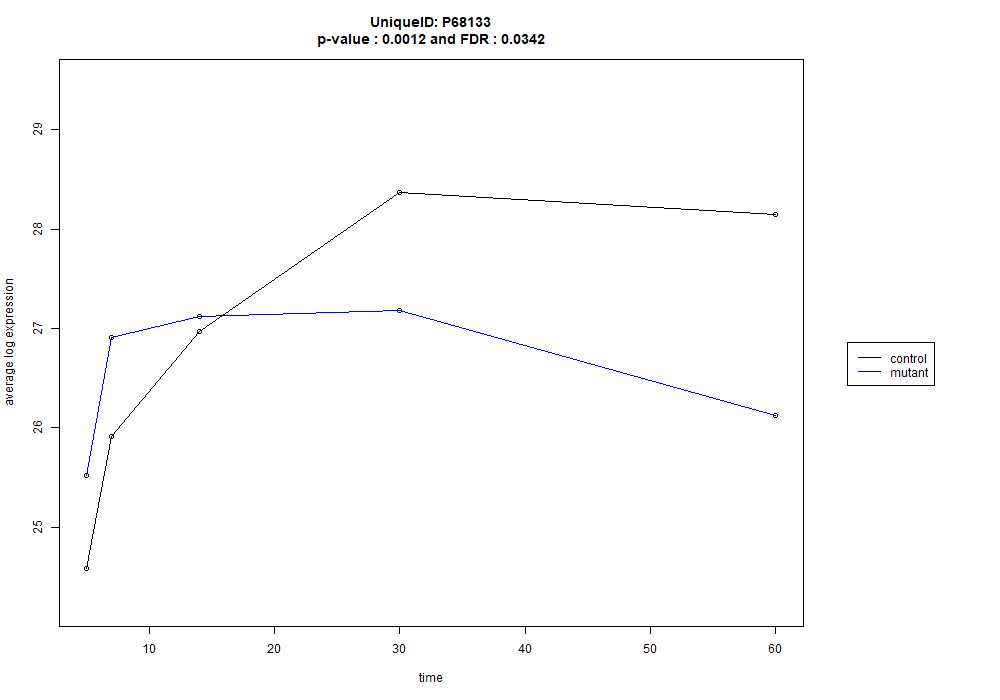 UniqueID: P68133
p-value : 0.0012 and FDR : 0.0342
average log expression
29
28
27
26
25
10 20 30 40 50 60
time
control
mutant